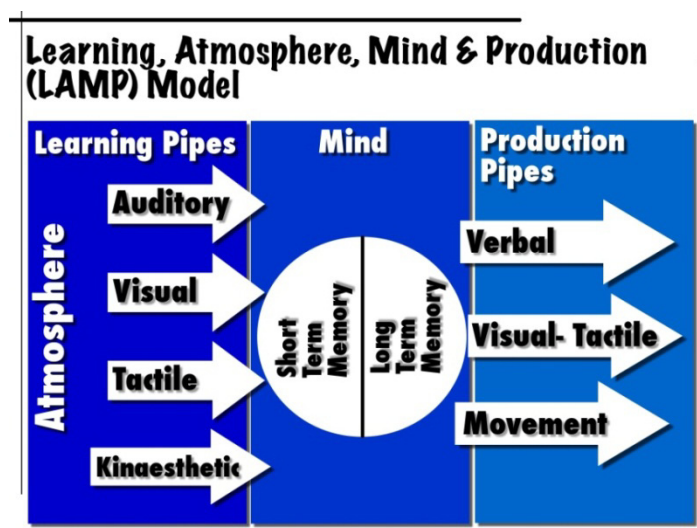 Learning, Atmosphere, Mind & Production
(LAMP) Model
Learning Pipes
Mind
Production
Pipes
Atmosphere
Auditory
Visual
Tactile
Kinaesthetic
Short
Term
Memory
Long
Term
Memory
Verbal
Visual- Tactile
Movement